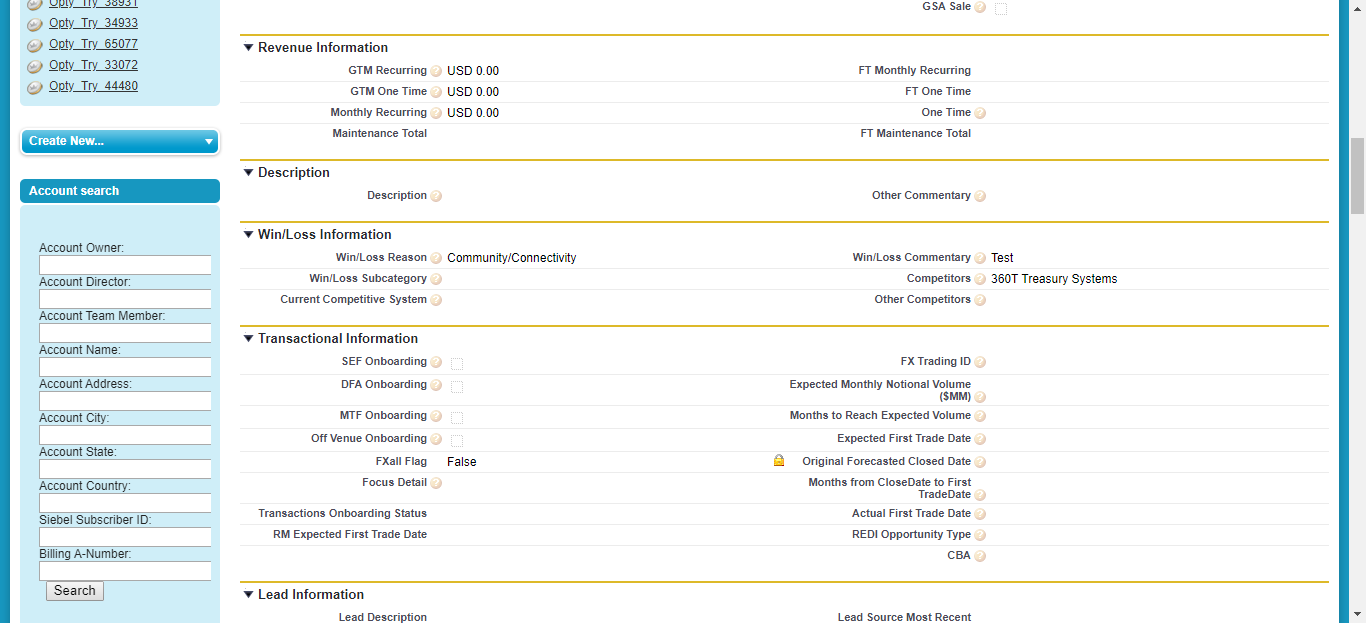 Opty_Try_38931
Opty_Try_34933
Opty_Try_65077
Opty_Try_33072
Opty_Try_44480
Create New...
Account search
Account Owner:
Account Director:
Account Team Member:
Account Name:
Account Address:
Account City:
Account State:
Account Country:
Siebel Subscriber ID:
Billing A-Number:
Search
GSA Sale ?
Revenue Information
GTM Recurring ? USD 0.00 FT Monthly Recurring
GTM One Time ? USD 0.00 FT One Time
Monthly Recurring ? USD 0.00 One Time ?
Maintenance Total FT Maintenance Total
Description
Description ? Other Commentary ?
Win/Loss Information
Win/Loss Reason ? Community/Connectivity Win/Loss Commentary ? Test
Win/Loss Subcategory ? Competitors ? 360T Treasury Systems
Current Competitive System ? Other Competitors ?
Transactional Information
SEF Onboarding ? FX Trading ID ?
DFA Onboarding ? Expected Monthly Notional Volume
($MM) ?
MTF Onboarding ? Months to Reach Expected Volume ?
Off Venue Onboarding ? Expected First Trade Date ?
FXall Flag False Original Forecasted Closed Date ?
Focus Detail ? Months from CloseDate to First
TradeDate ?
Transactions Onboarding Status Actual First Trade Date ?
RM Expected First Trade Date REDI Opportunity Type ?
CBA ?
Lead Information
Lead Description Lead Source Most Recent